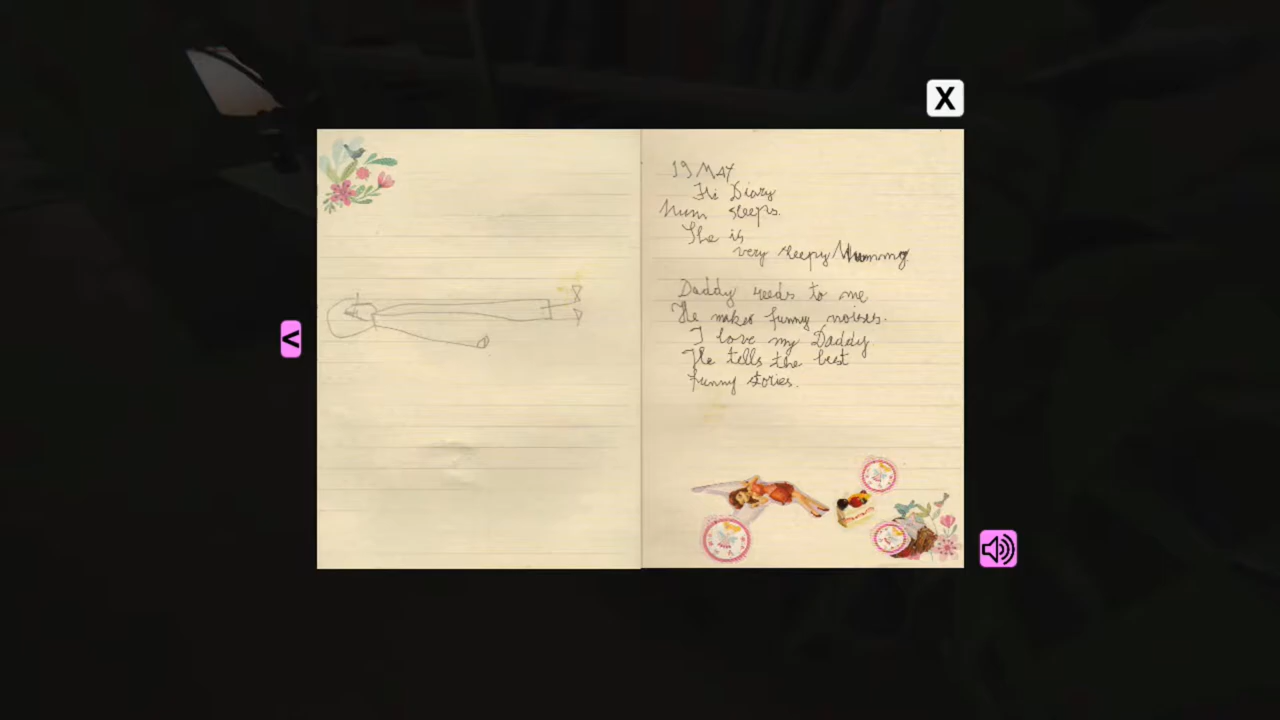 X
19 MAY
Hi Diary
Mum sleeps.
She is
very sleepy Mummy
Daddy reeds to me
He makes funny noises.
I love my Daddy
He tells the best
funny stories.
<